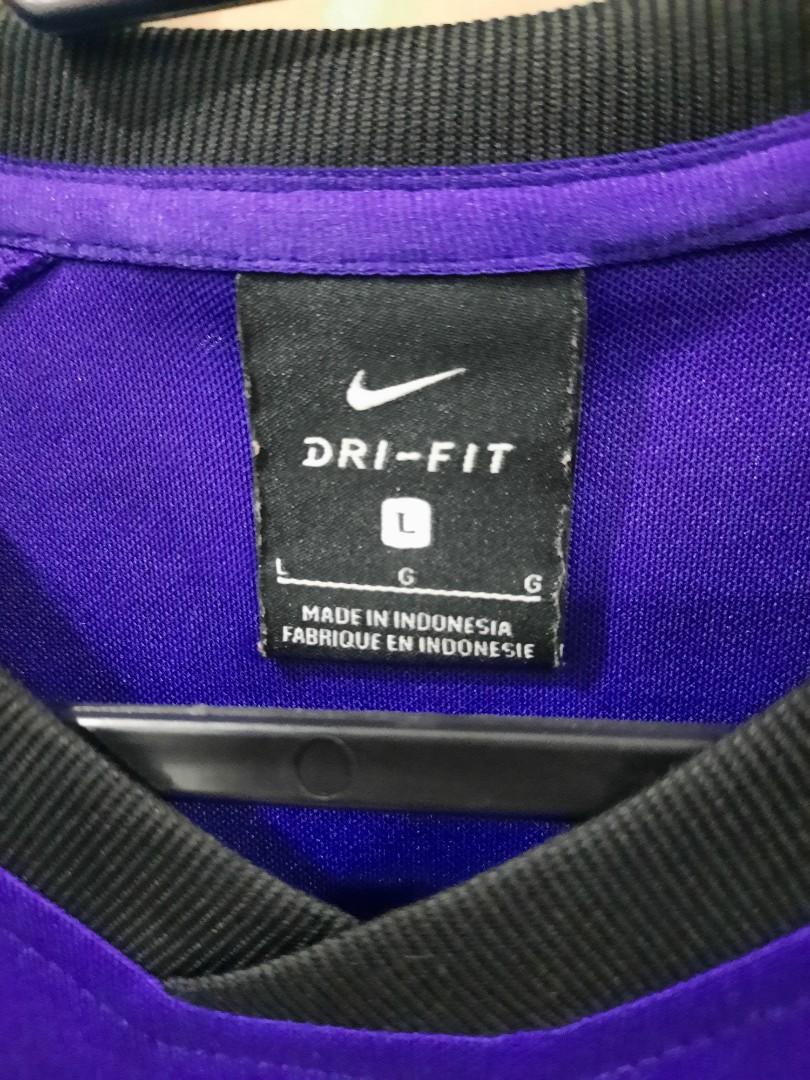 DRI-FIT
L
L G G
MADE IN INDONESIA
FABRIQUE EN INDONESIE